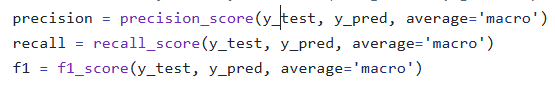 precision = precision_score(y_test, y_pred, average='macro')
recall = recall_score(y_test, y_pred, average='macro')
f1 = f1_score(y_test, y_pred, average='macro')